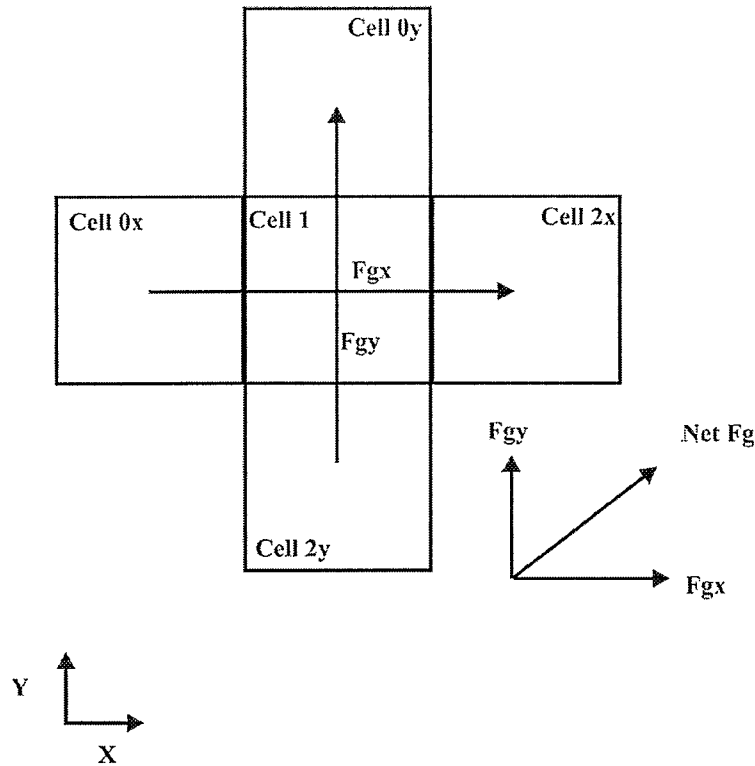 Cell 0y
Cell 0x
Cell 1
Cell 2x
Fgx
Fgy
Fgy
Net Fg
Cell 2y
Fgx
Y
X